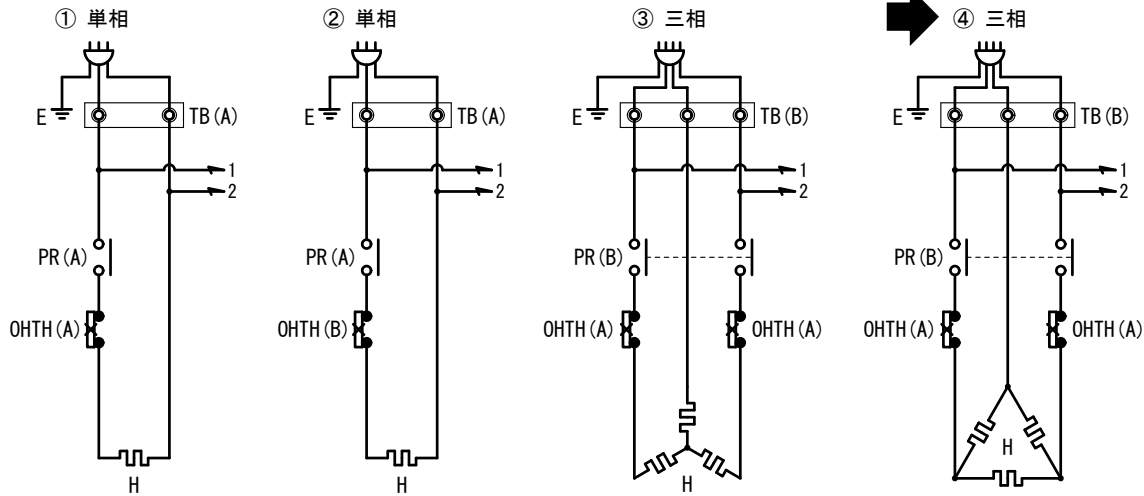 ① 単相
② 単相
③ 三相
④ 三相
E
TB(A)
E
TB(A)
E
TB(B)
E
TB(B)
1
1
1
1
2
2
2
2
PR(A)
PR(A)
PR(B)
PR(B)
OHTH(A)
OHTH(B)
OHTH(A)
OHTH(A)
OHTH(A)
OHTH(A)
H
H
H
H